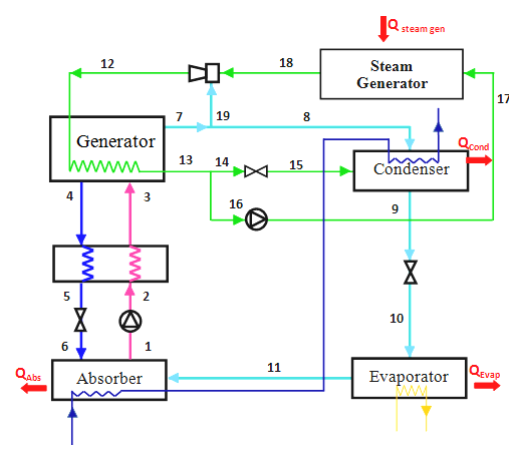 Q steam gen
12
18
Steam
Generator
17
7
19
8
Generator
Q Cond
13
14
15
Condenser
4
3
16
9
5
2
10
6
1
11
Q Abs
Absorber
Evaporator
Q Evap